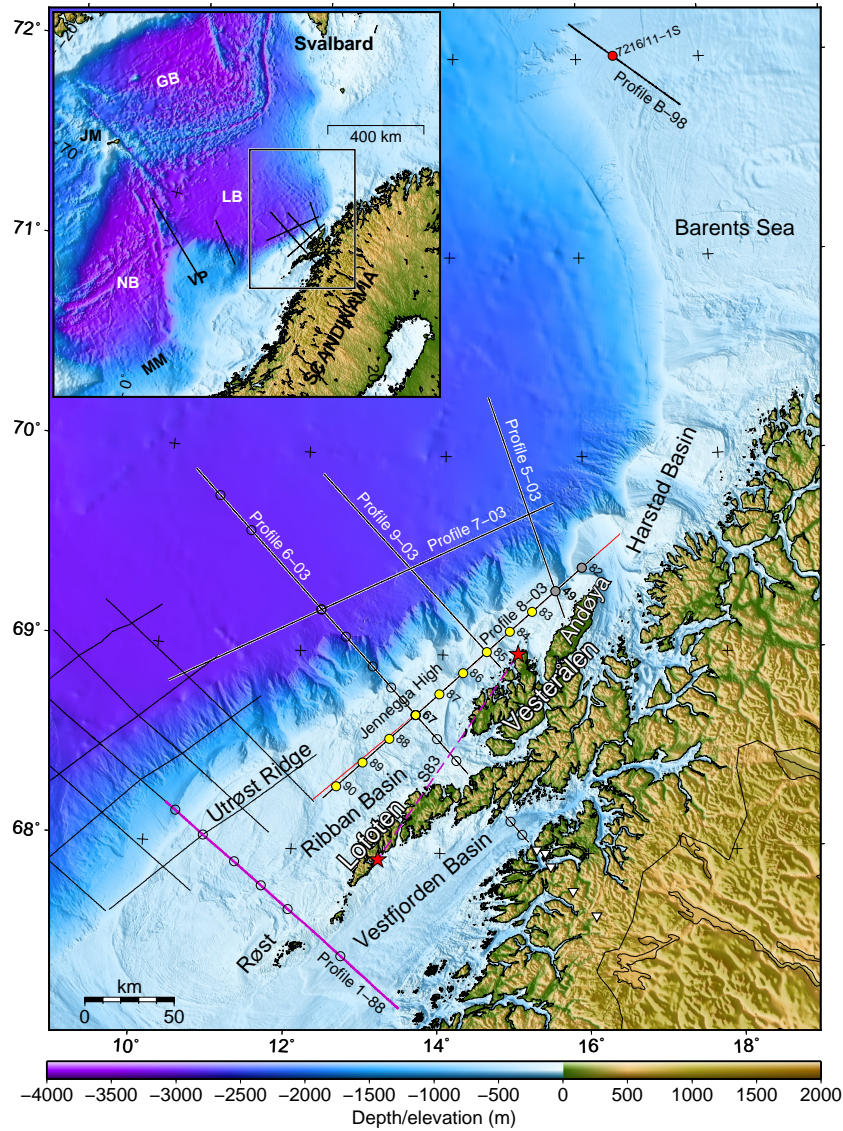 72°
71°
70°
69°
68°
Svalbard
−20
GB
JM
70
400 km
LB
NB
VP
MM
0
20
SCANDINAVIA
7216/11−1S
Profile B−98
Barents Sea
Profile 5−03
Profile 9−03
Profile 6−03
Profile 7−03
Harstad Basin
Profile 8−03
82
49
83
84
85
86
87
67
88
89
90
Andøya
Vesterålen
Jennegga High
S83
Utrøst Ridge
Ribban Basin
Lofoten
Vestfjorden Basin
Røst
Profile 1−88
km
0 50
10° 12° 14° 16° 18°
−4000 −3500 −3000 −2500 −2000 −1500 −1000 −500 0 500 1000 1500 2000
Depth/elevation (m)